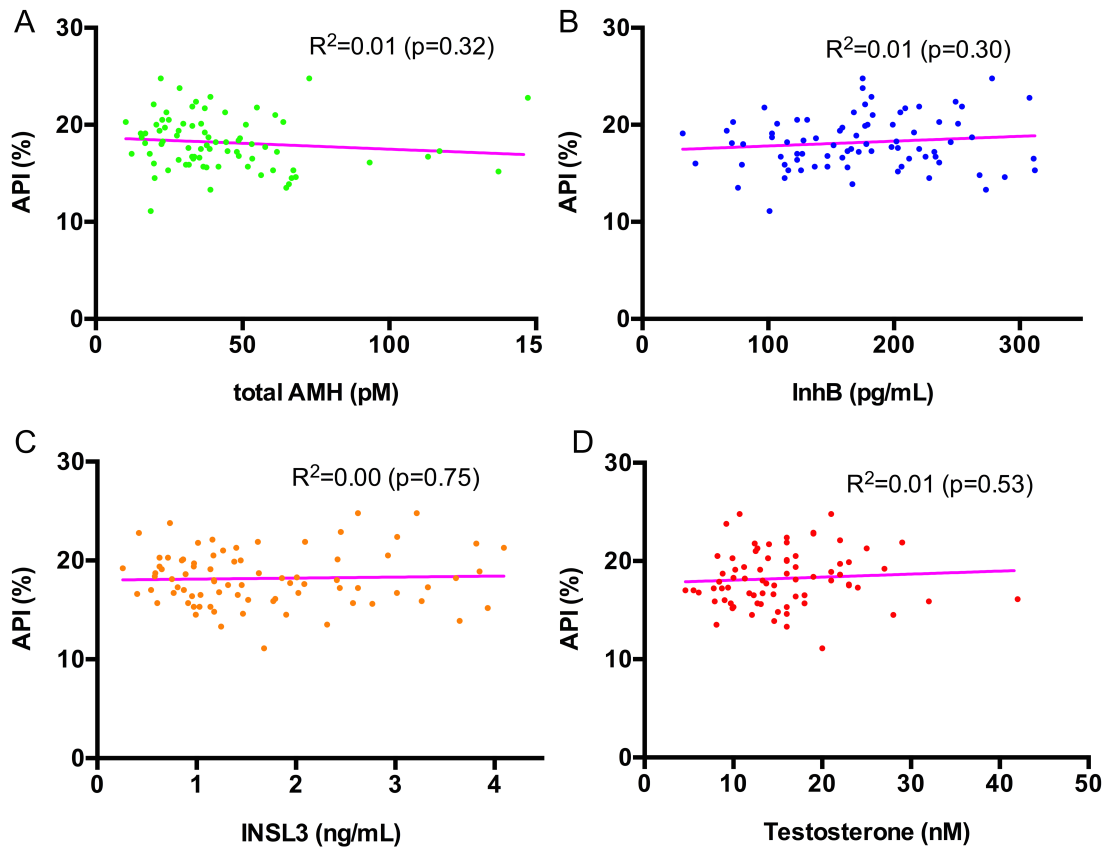 A
30
20
10
0
API (%)
R²=0.01 (p=0.32)
0 50 100 15
total AMH (pM)
B
30
20
10
0
API (%)
R²=0.01 (p=0.30)
0 100 200 300
InhB (pg/mL)
C
30
20
10
0
API (%)
R²=0.00 (p=0.75)
0 1 2 3 4
INSL3 (ng/mL)
D
30
20
10
0
API (%)
R²=0.01 (p=0.53)
0 10 20 30 40 50
Testosterone (nM)